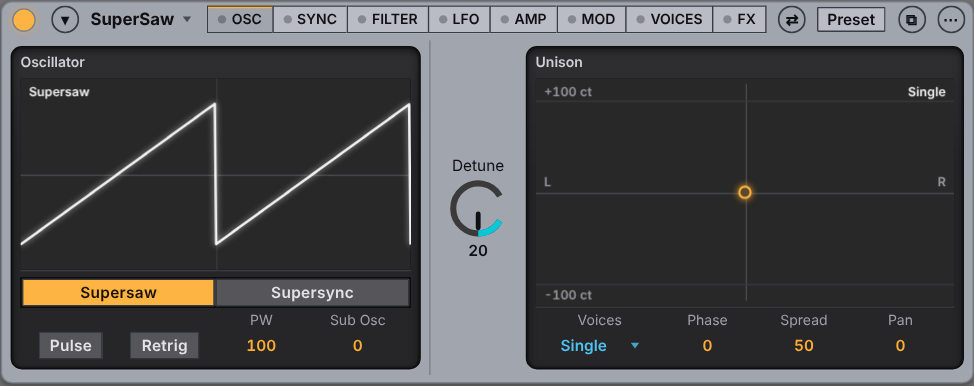 SuperSaw OSC SYNC FILTER LFO AMP MOD VOICES FX Preset
Oscillator
Supersaw
Supersaw Supersync
PW Sub Osc
Pulse Retrig 100 0
Detune
20
Unison
+100 ct Single
L R
-100 ct
Voices Phase Spread Pan
Single 0 50 0